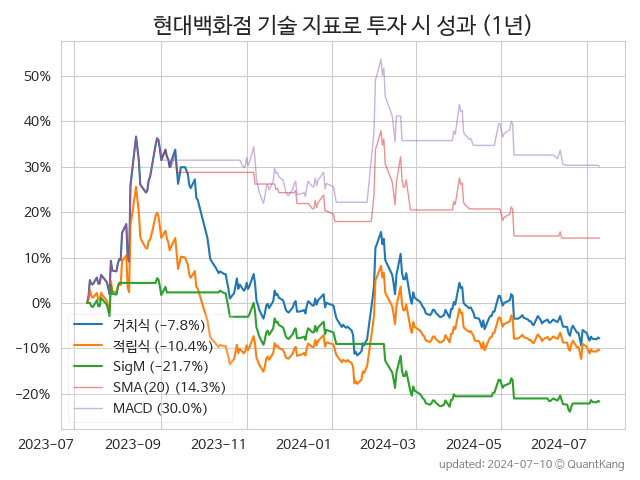 현대백화점 기술 지표로 투자 시 성과 (1년)
50%
40%
30%
20%
10%
0%
−10%
−20%
거치식 (−7.8%)
적립식 (−10.4%)
SigM (−21.7%)
SMA(20) (14.3%)
MACD (30.0%)
2023-07 2023-09 2023-11 2024-01 2024-03 2024-05 2024-07
updated: 2024-07-10 © QuantKang